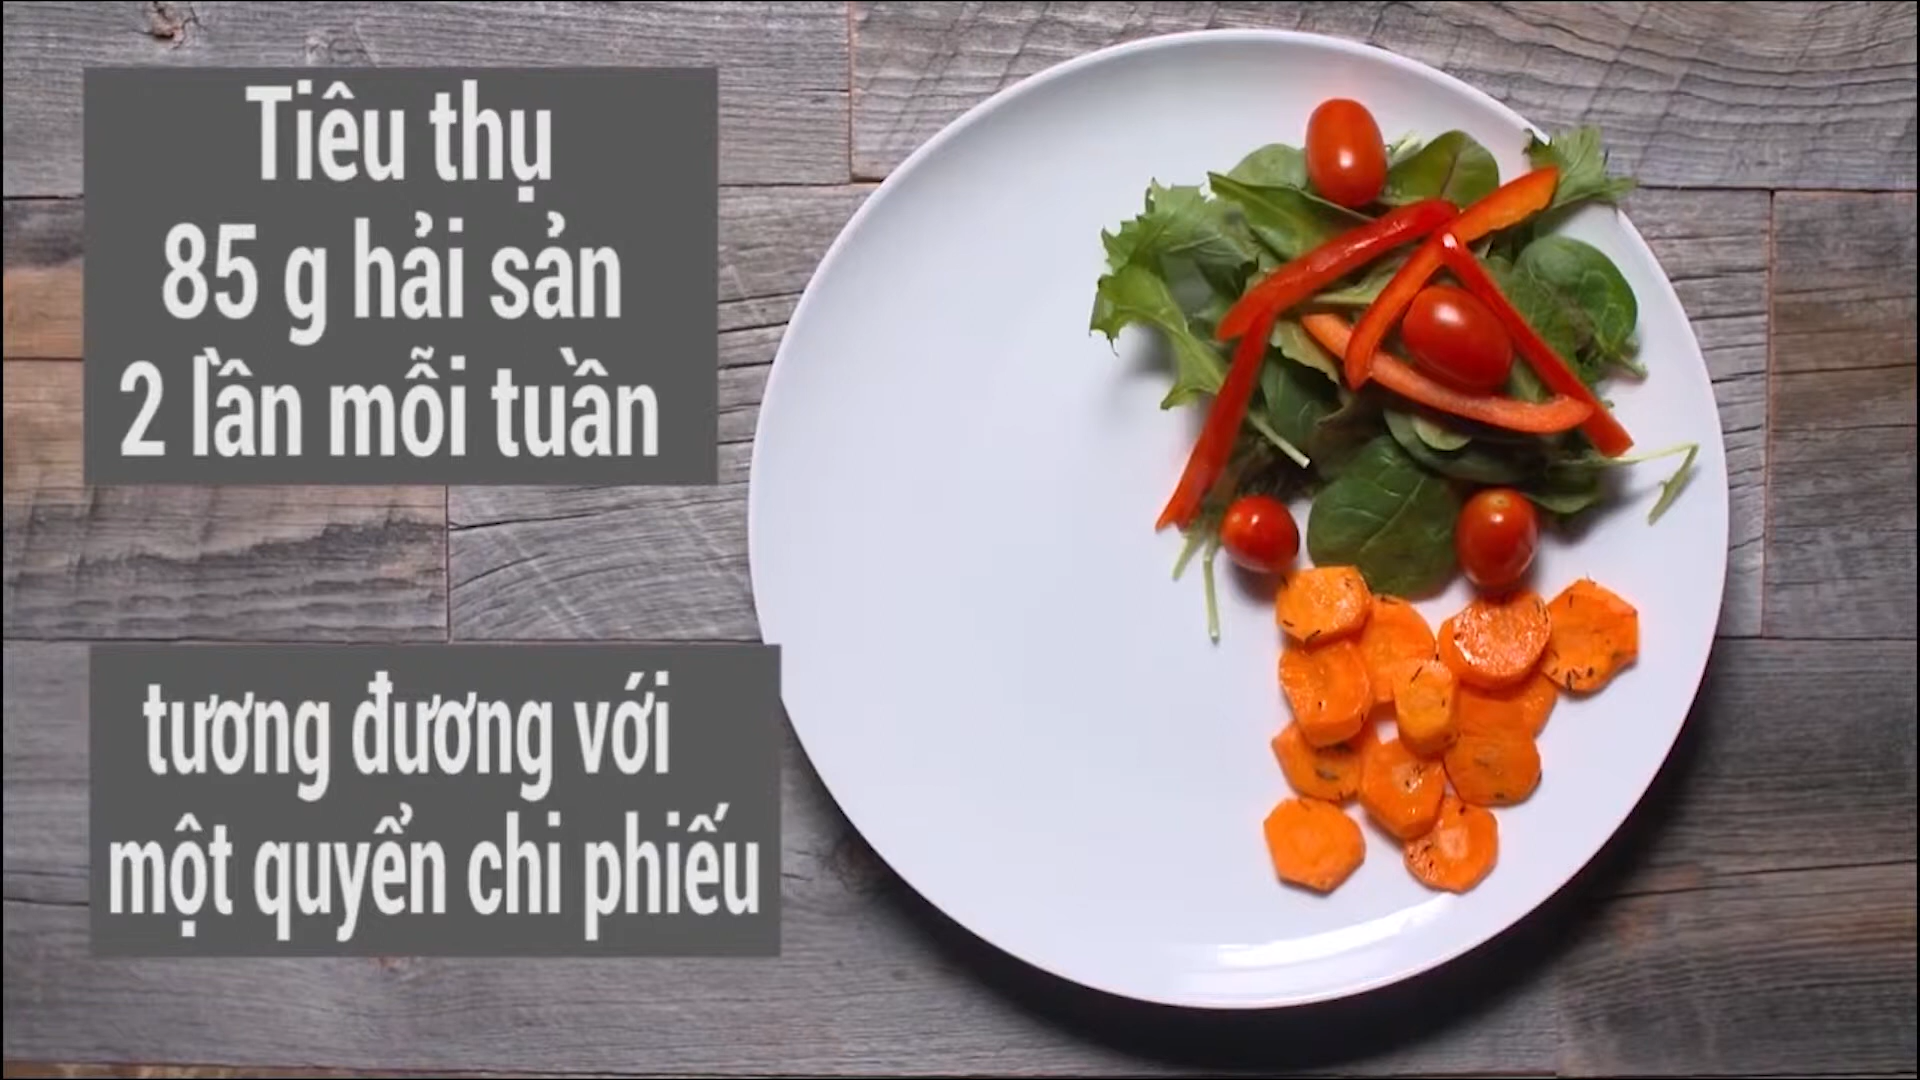 Tiêu thụ
85 g hải sản
2 lần mỗi tuần
tương đương với
một quyển chi phiếu